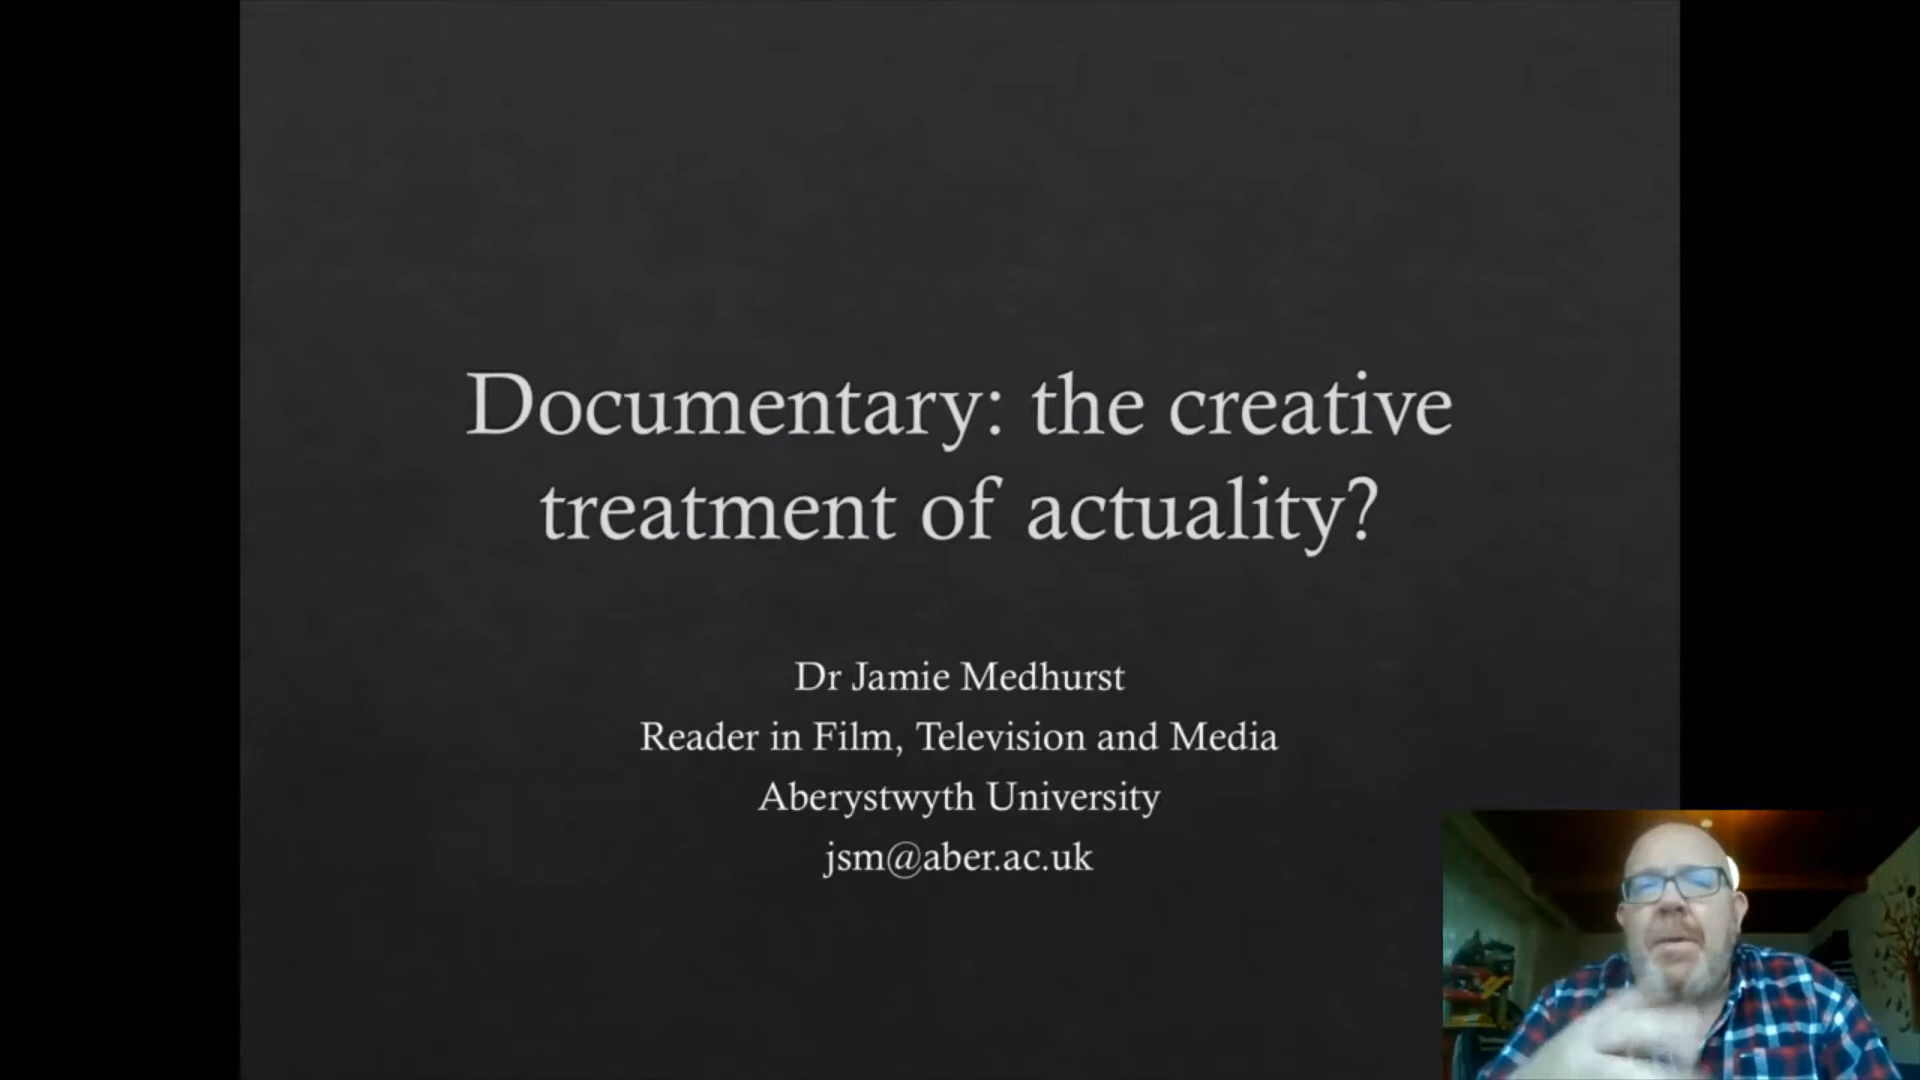 Documentary: the creative
treatment of actuality?
Dr Jamie Medhurst
Reader in Film, Television and Media
Aberystwyth University
jsm@aber.ac.uk